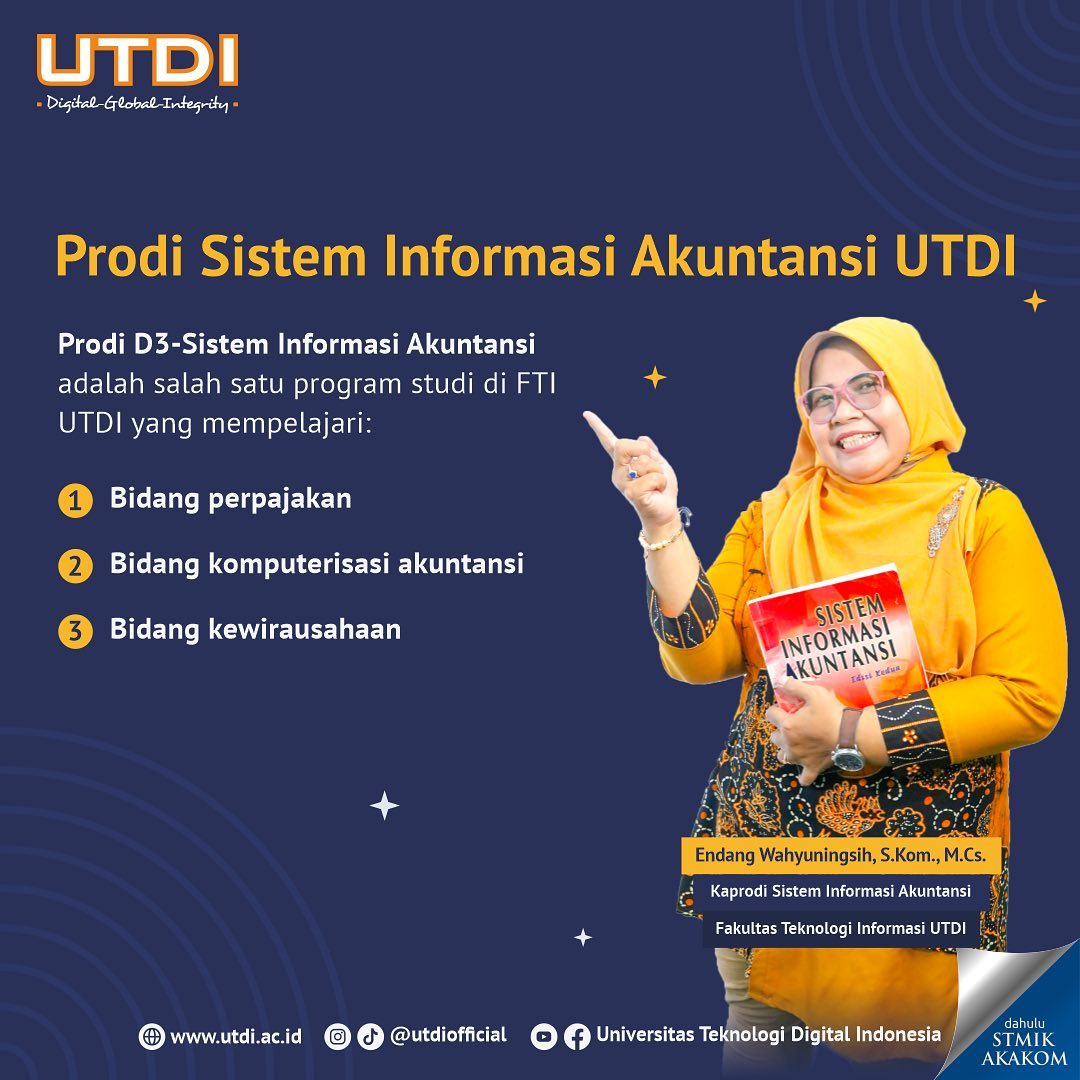 UTDI
Digital-Global-Integrity
Prodi Sistem Informasi Akuntansi UTDI
Prodi D3-Sistem Informasi Akuntansi
adalah salah satu program studi di FTI
UTDI yang mempelajari:
1 Bidang perpajakan
2 Bidang komputerisasi akuntansi
3 Bidang kewirausahaan
SISTEM
INFORMASI
AKUNTANSI
Edisi Kedua
Endang Wahyuningsih, S.Kom., M.Cs.
Kaprodi Sistem Informasi Akuntansi
Fakultas Teknologi Informasi UTDI
www.utdi.ac.id @utdiofficial Universitas Teknologi Digital Indonesia
dahulu
STMIK
AKAKOM